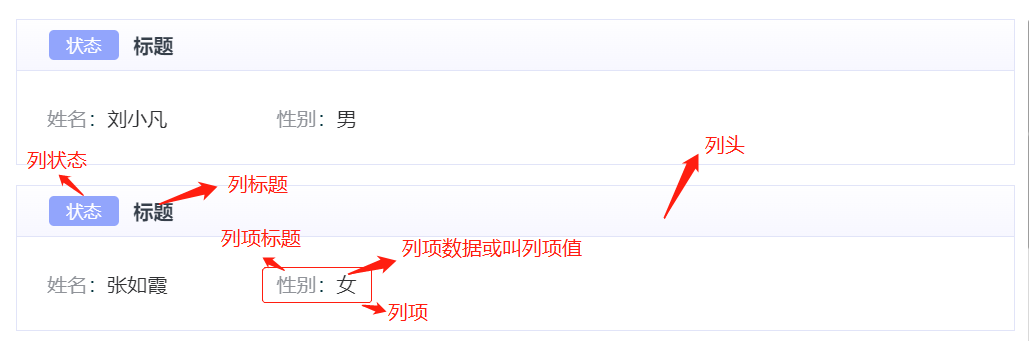 状态 标题
姓名：刘小凡 性别：男
列头
列状态
列标题
状态 标题
列项标题
列项数据或叫列项值
姓名：张如霞 性别：女
列项